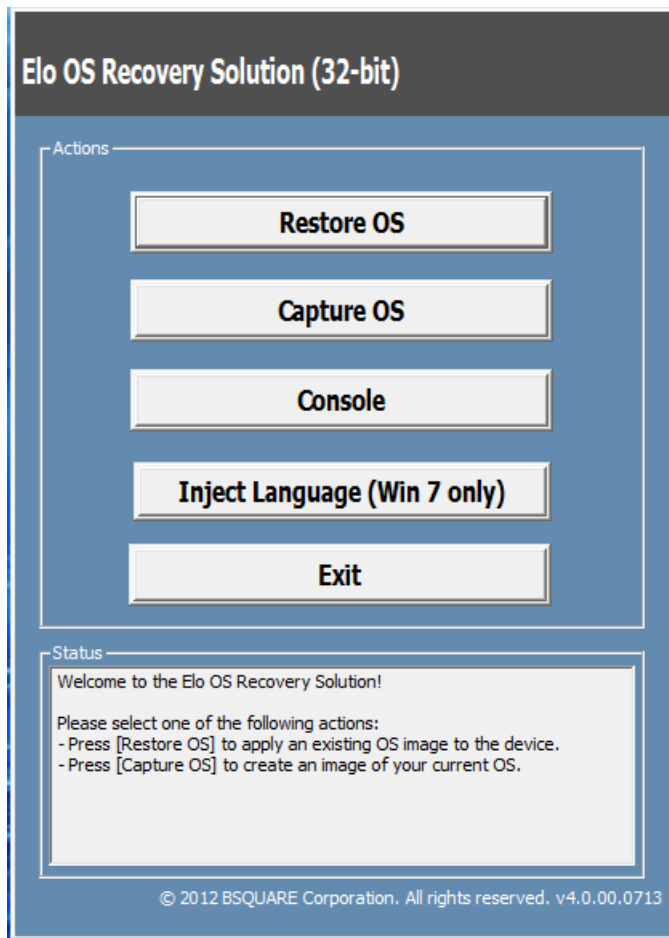 Elo OS Recovery Solution (32-bit)
Actions
Restore OS
Capture OS
Console
Inject Language (Win 7 only)
Exit
Status
Welcome to the Elo OS Recovery Solution!
Please select one of the following actions:
- Press [Restore OS] to apply an existing OS image to the device.
- Press [Capture OS] to create an image of your current OS.
© 2012 BSQUARE Corporation. All rights reserved. v4.0.00.0713